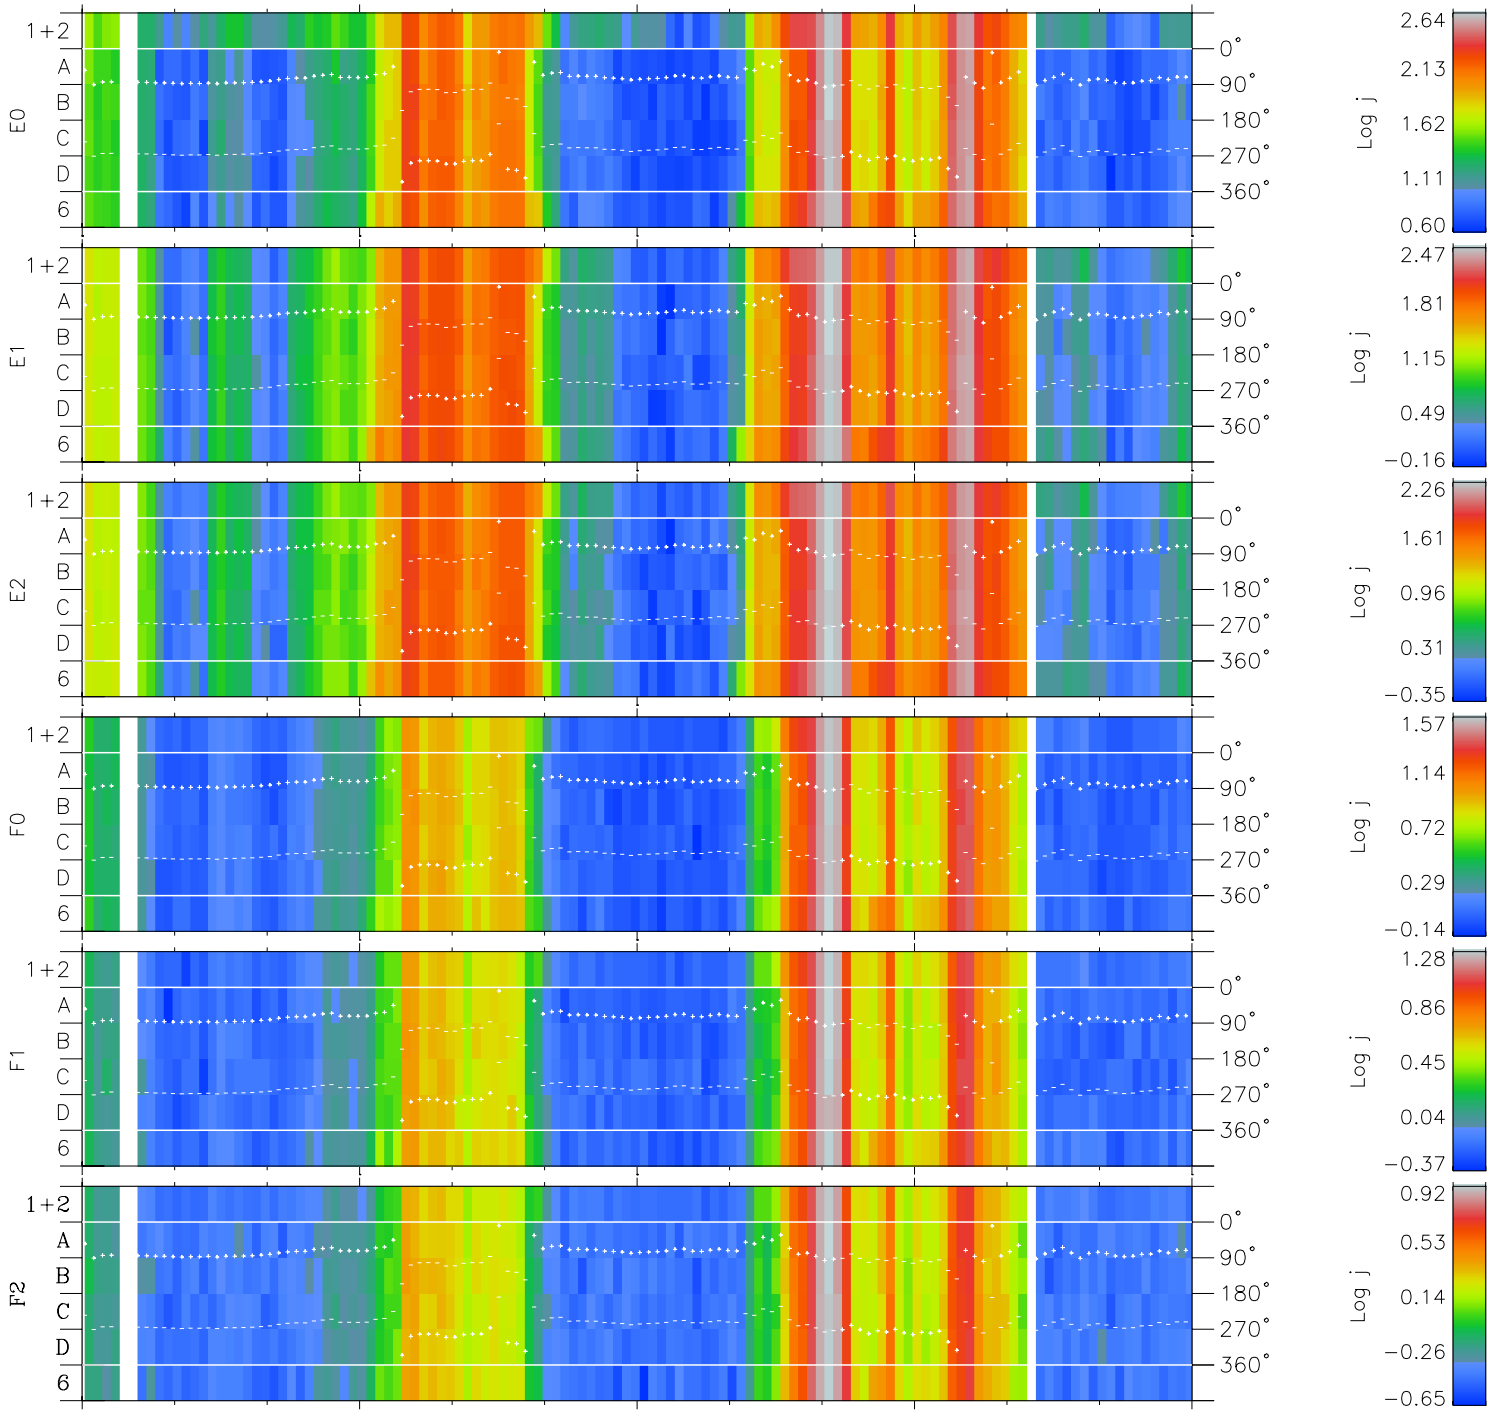 1+2
A
B
C
D
6
E0
0°
90°
180°
270°
360°
2.64
2.13
1.62
1.11
0.60
Log j
1+2
A
B
C
D
6
E1
0°
90°
180°
270°
360°
2.47
1.81
1.15
0.49
−0.16
Log j
1+2
A
B
C
D
6
E2
0°
90°
180°
270°
360°
2.26
1.61
0.96
0.31
−0.35
Log j
1+2
A
B
C
D
6
F0
0°
90°
180°
270°
360°
1.57
1.14
0.72
0.29
−0.14
Log j
1+2
A
B
C
D
6
F1
0°
90°
180°
270°
360°
1.28
0.86
0.45
0.04
−0.37
Log j
1+2
A
B
C
D
6
F2
0°
90°
180°
270°
360°
0.92
0.53
0.14
−0.26
−0.65
Log j